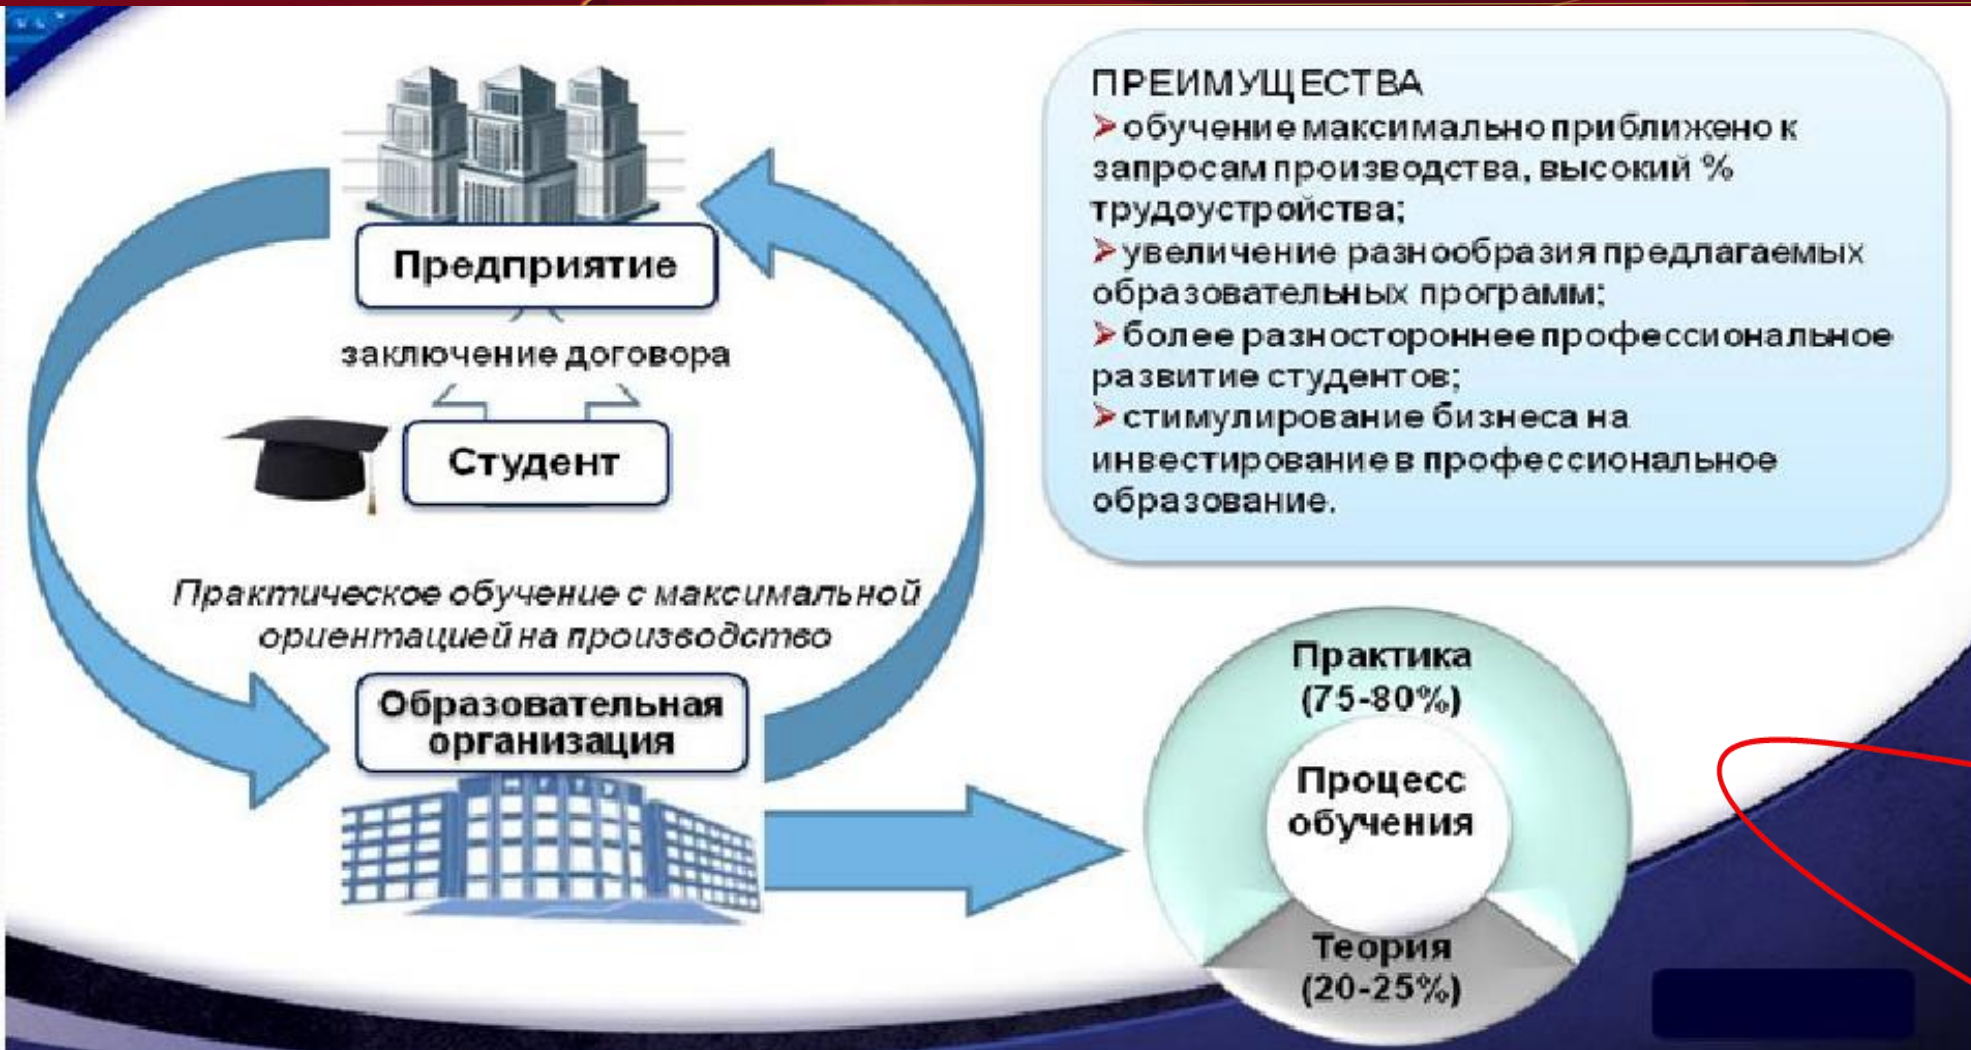 Предприятие
заключение договора
Студент
Практическое обучение с максимальной
ориентацией на производство
Образовательная
организация
ПРЕИМУЩЕСТВА
➢обучение максимально приближено к
запросам производства, высокий %
трудоустройства;
➢увеличение разнообразия предлагаемых
образовательных программ;
➢более разностороннее профессиональное
развитие студентов;
➢стимулирование бизнеса на
инвестирование в профессиональное
образование.
Практика
(75-80%)
Процесс
обучения
Теория
(20-25%)